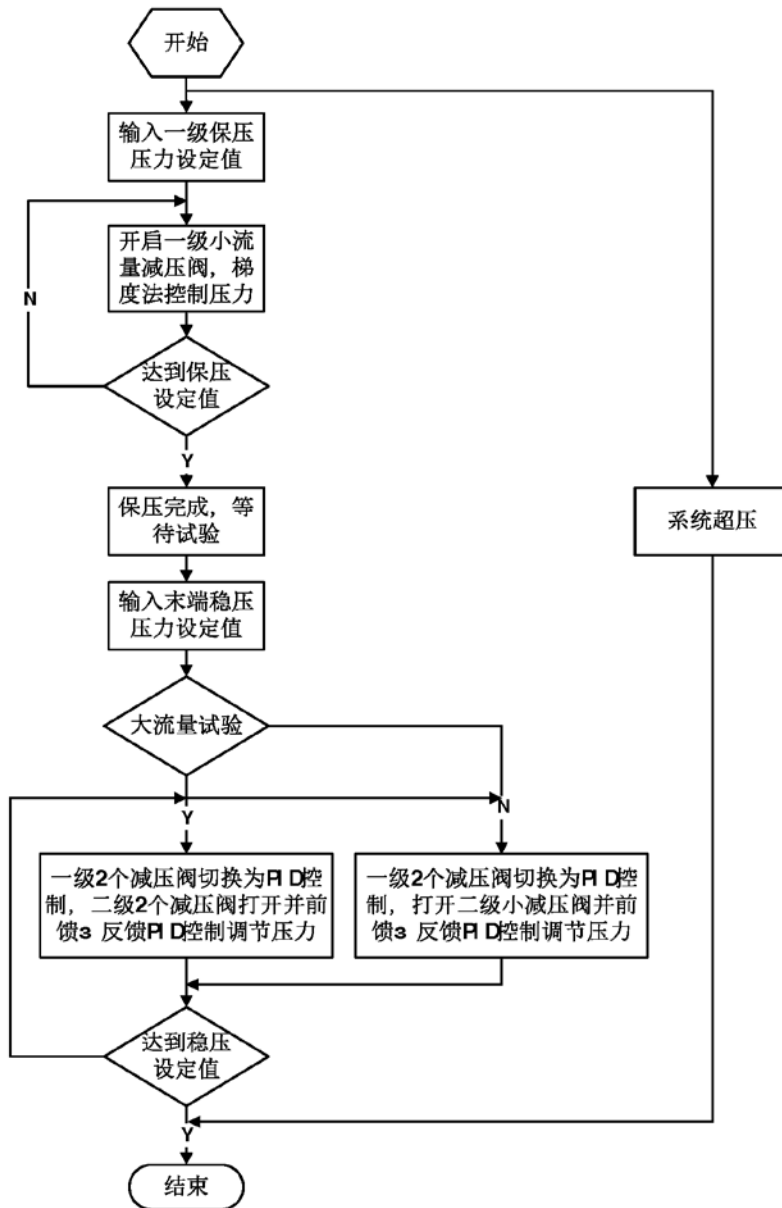 开始
输入一级保压
压力设定值
开启一级小流
量减压阀，梯
度法控制压力
N
达到保压
设定值
Y
保压完成，等
待试验
系统超压
输入末端稳压
压力设定值
大流量试验
Y
N
一级2个减压阀切换为PID控
制，二级2个减压阀打开并前
馈s 反馈PID控制调节压力
一级2个减压阀切换为PID控
制，打开二级小减压阀并前
馈s 反馈PID控制调节压力
达到稳压
设定值
Y
结束